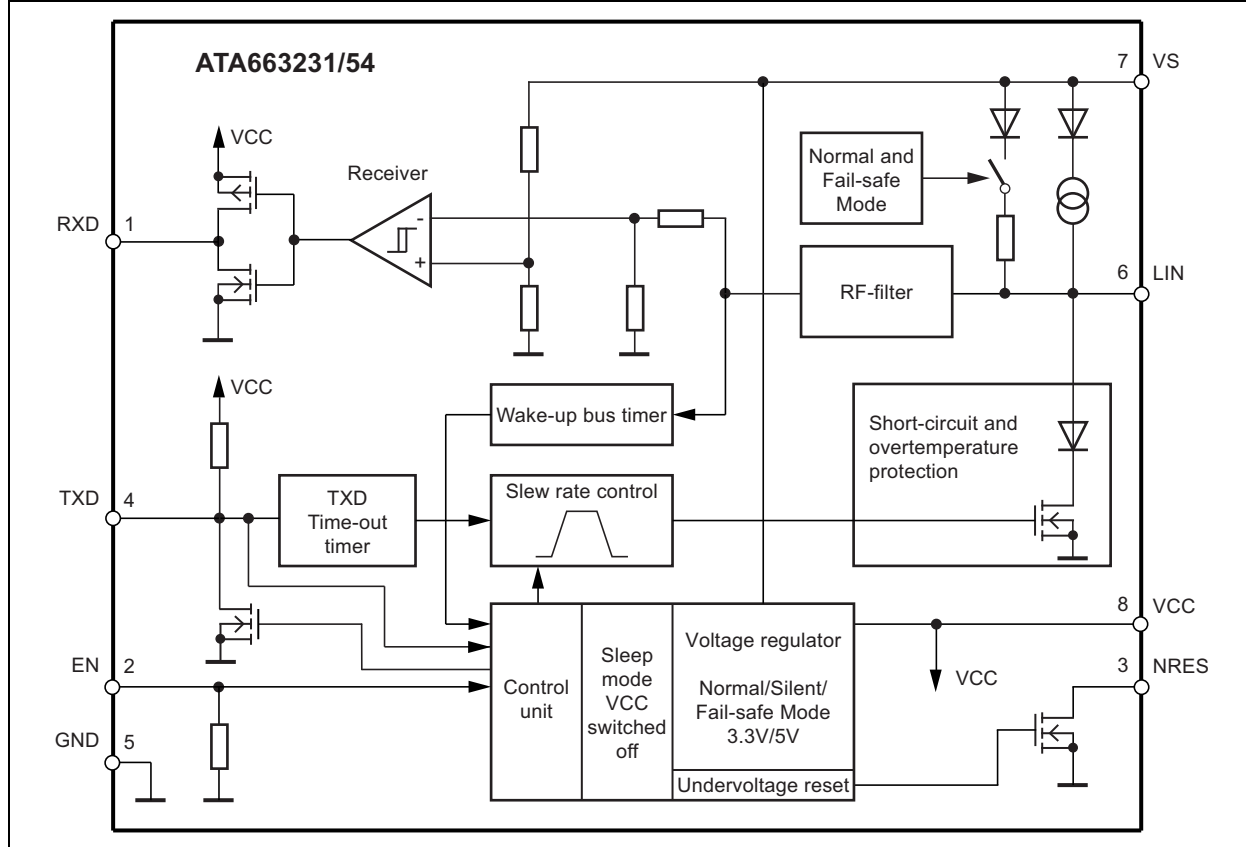 ATA663231/54
7 VS
VCC
Receiver
Normal and
Fail-safe
Mode
RXD 1
-
+
RF-filter
6 LIN
VCC
Wake-up bus timer
Short-circuit and
overtemperature
protection
TXD 4
TXD
Time-out
timer
Slew rate control
8 VCC
EN 2
Control
unit
Sleep
mode
VCC
switched
off
Voltage regulator
Normal/Silent/
Fail-safe Mode
3.3V/5V
VCC
3 NRES
GND 5
Undervoltage reset